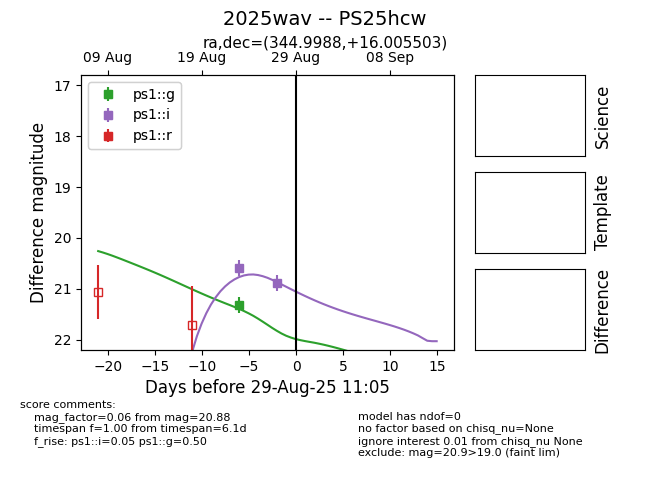 2025wav -- PS25hcw
ra,dec=(344.9988,+16.005503)
09 Aug 19 Aug 29 Aug 08 Sep
17
18
19
20
21
22
Difference magnitude
ps1::g
ps1::i
ps1::r
−20 −15 −10 −5 0 5 10 15
Days before 29-Aug-25 11:05
Science
Template
Difference
score comments:
mag_factor=0.06 from mag=20.88
timespan f=1.00 from timespan=6.1d
f_rise: ps1::i=0.05 ps1::g=0.50
model has ndof=0
no factor based on chisq_nu=None
ignore interest 0.01 from chisq_nu None
exclude: mag=20.9>19.0 (faint lim)